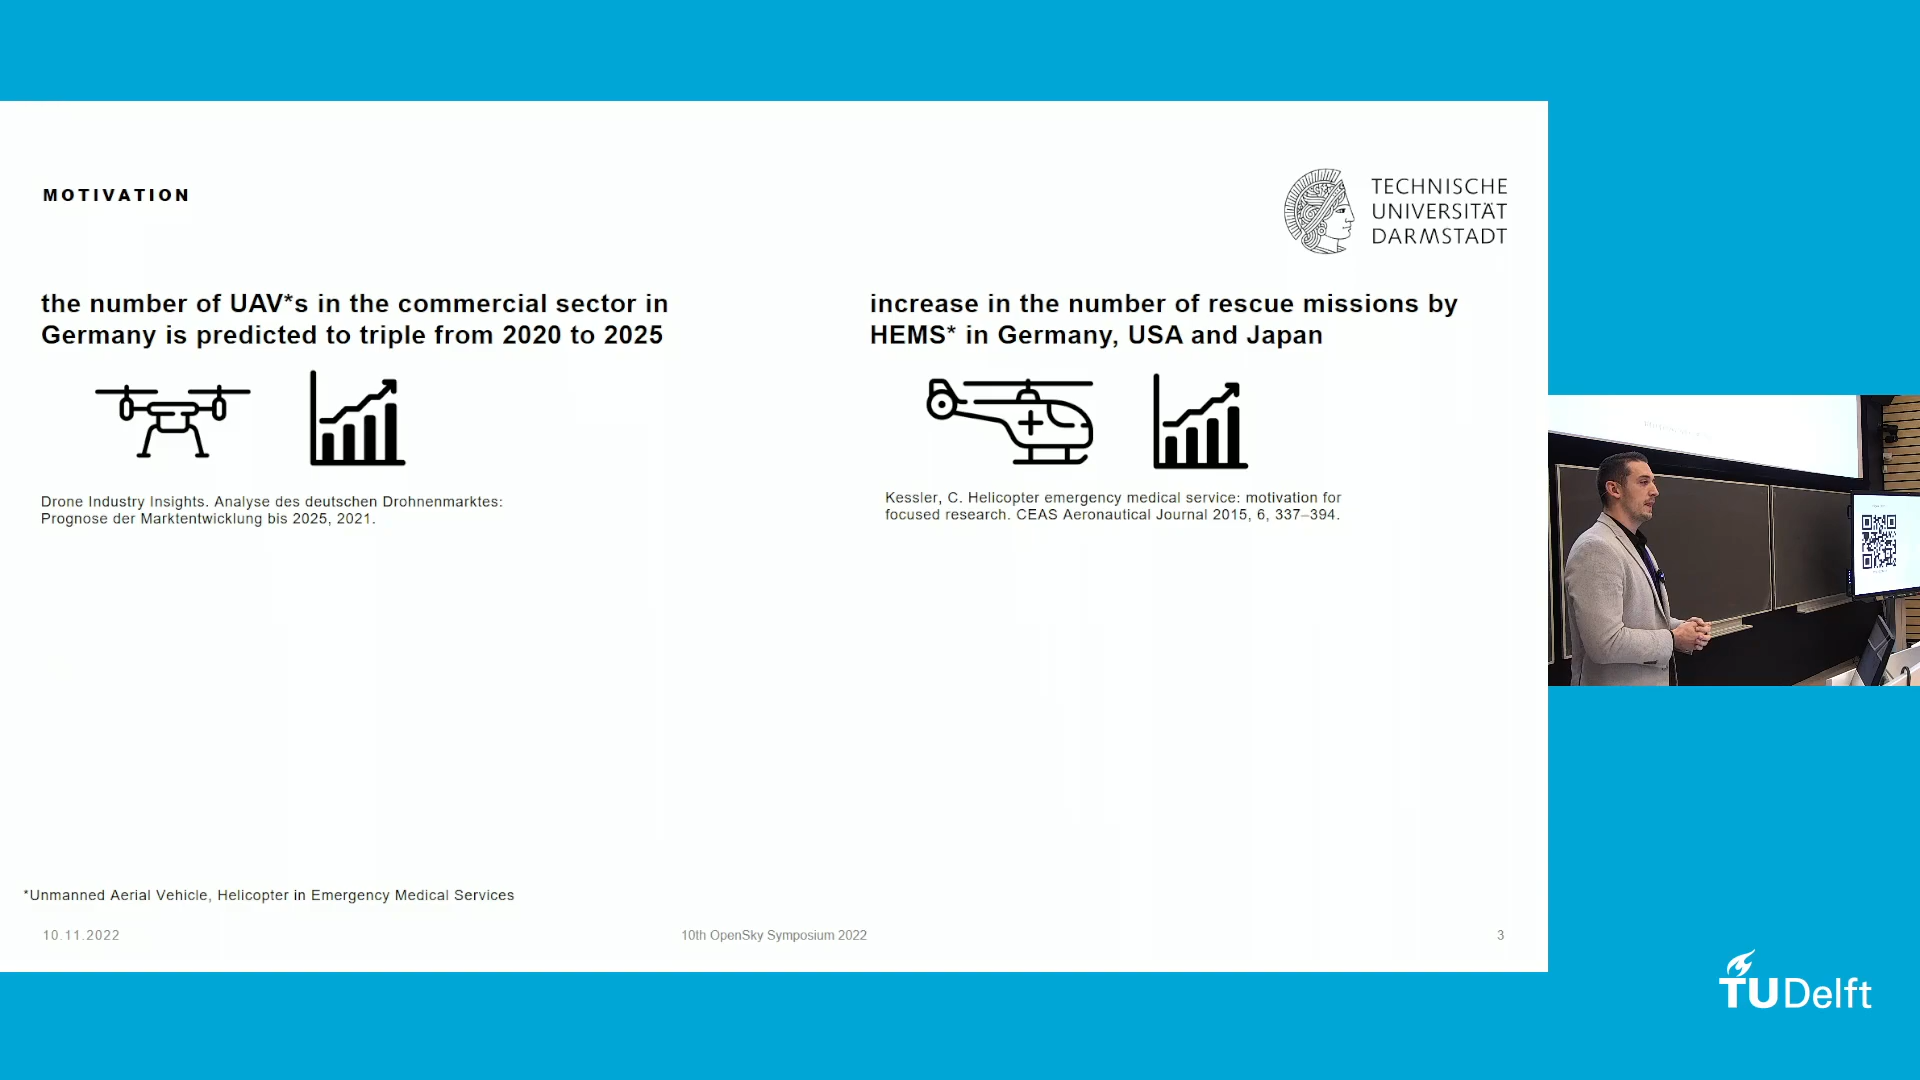 MOTIVATION
TECHNISCHE
UNIVERSITÄT
DARMSTADT
the number of UAV*s in the commercial sector in
Germany is predicted to triple from 2020 to 2025
Drone Industry Insights. Analyse des deutschen Drohnenmarktes:
Prognose der Marktentwicklung bis 2025, 2021.
increase in the number of rescue missions by
HEMS* in Germany, USA and Japan
Kessler, C. Helicopter emergency medical service: motivation for
focused research. CEAS Aeronautical Journal 2015, 6, 337–394.
*Unmanned Aerial Vehicle, Helicopter in Emergency Medical Services
10.11.2022
10th OpenSky Symposium 2022
3
TU Delft